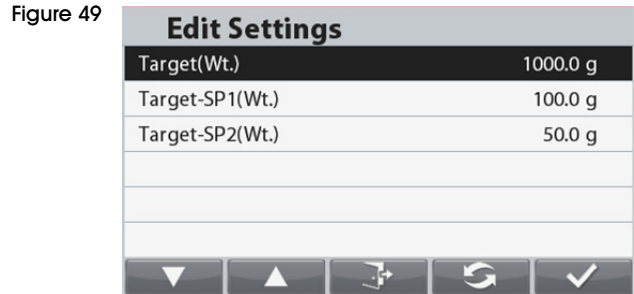 Figure 49
Edit Settings
Target(Wt.) 1000.0 g
Target-SP1(Wt.) 100.0 g
Target-SP2(Wt.) 50.0 g